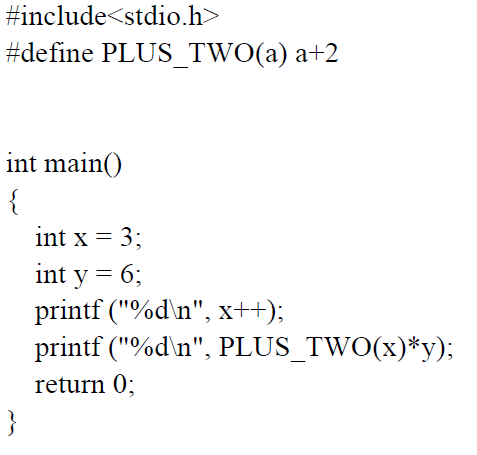 #include<stdio.h>
#define PLUS_TWO(a) a+2
int main()
{
int x = 3;
int y = 6;
printf ("%d\n", x++);
printf ("%d\n", PLUS_TWO(x)*y);
return 0;
}